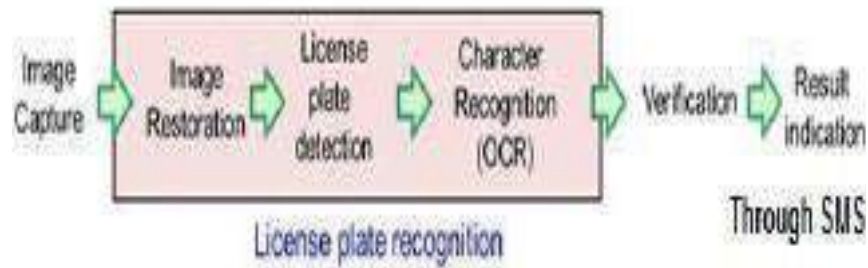 Image
Capture
Image
Restoration
License
plate
detection
Character
Recognition
(OCR)
Verification
Result
indication
Through SMS
License plate recognition